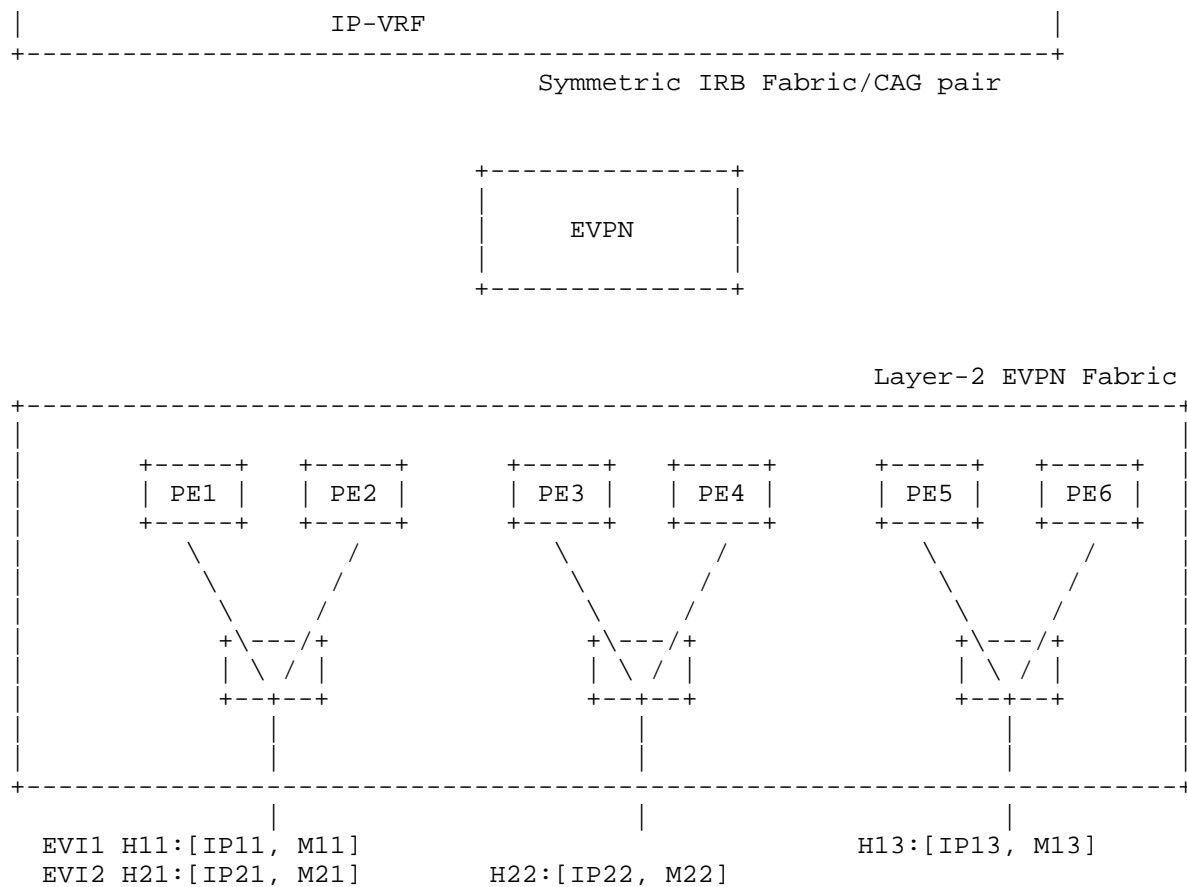 IP-VRF
Symmetric IRB Fabric/CAG pair
EVPN
Layer-2 EVPN Fabric
PE1 PE2 PE3 PE4 PE5 PE6
EVI1 H11:[IP11, M11] H13:[IP13, M13]
EVI2 H21:[IP21, M21] H22:[IP22, M22]